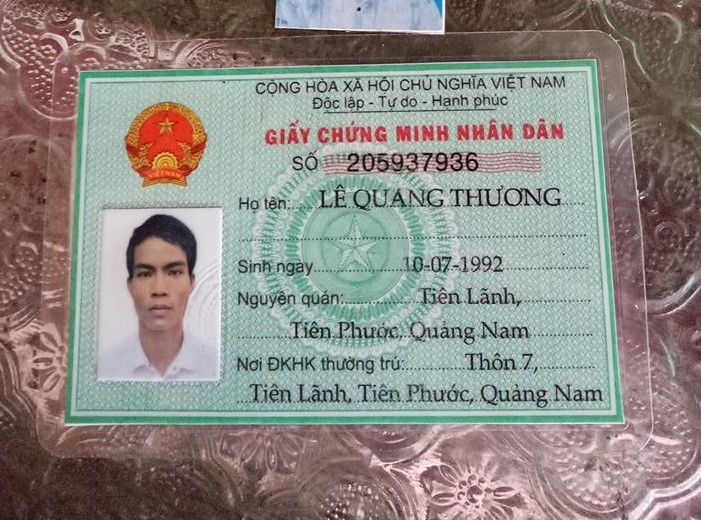 CỘNG HÒA XÃ HỘI CHỦ NGHĨA VIỆT NAM
Độc lập - Tự do - Hạnh phúc
GIẤY CHỨNG MINH NHÂN DÂN
SỐ 205937936
Họ tên: LÊ QUANG THƯƠNG
Sinh ngày 10-07-1992
Nguyên quán: Tiên Lãnh,
Tiên Phước, Quảng Nam
Nơi ĐKHK thường trú: Thôn 7,
Tiên Lãnh, Tiên Phước, Quảng Nam
VIỆT NAM